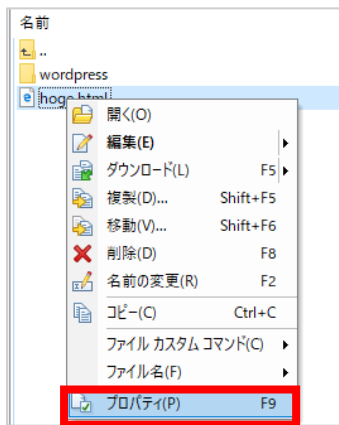 名前
..
wordpress
hoge.html
開く(O)
編集(E)
ダウンロード(L) F5
複製(D)... Shift+F5
移動(V)... Shift+F6
削除(D) F8
名前の変更(R) F2
コピー(C) Ctrl+C
ファイル カスタム コマンド(C)
ファイル名(F)
プロパティ(P) F9